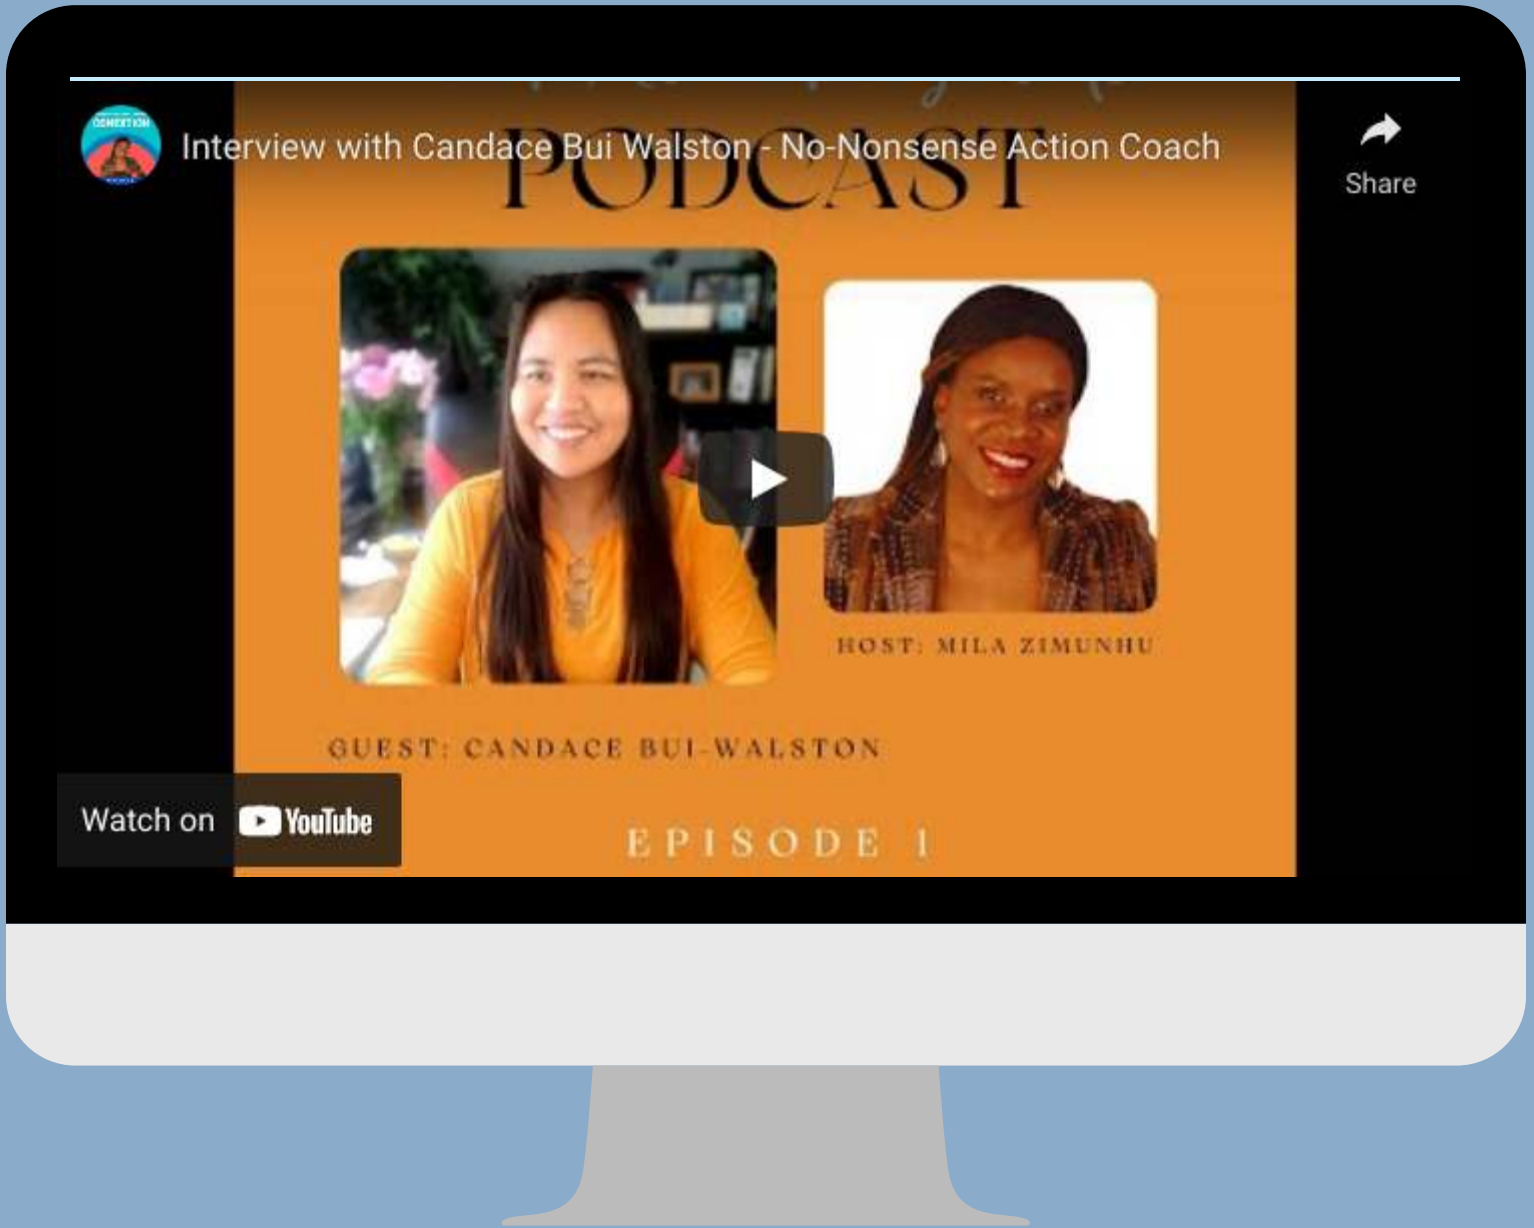 Interview with Candace Bui Walston - No-Nonsense Action Coach
Share
PODCAST
HOST: MILA ZIMUNHU
GUEST: CANDACE BUI-WALSTON
Watch on YouTube
EPISODE 1